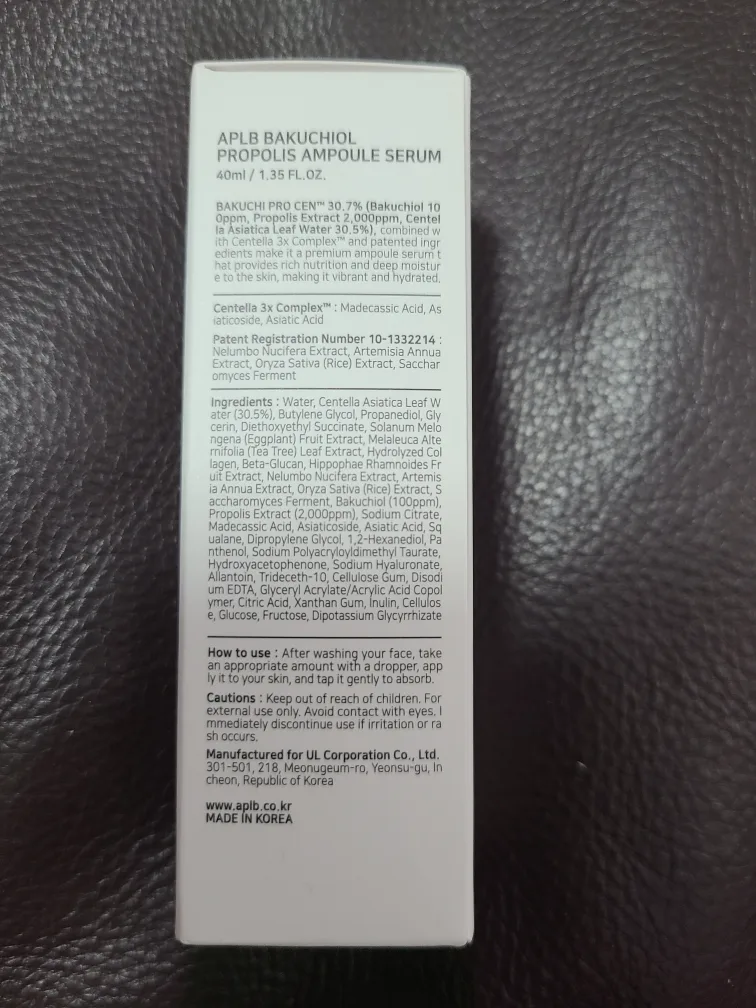 APLB BAKUCHIOL
PROPOLIS AMPOULE SERUM
40ml / 1.35 FL.OZ.
BAKUCHI PRO CEN™ 30.7% (Bakuchiol 10
0ppm, Propolis Extract 2,000ppm, Centel
la Asiatica Leaf Water 30.5%), combined w
ith Centella 3x Complex™ and patented ingr
edients make it a premium ampoule serum t
hat provides rich nutrition and deep moistur
e to the skin, making it vibrant and hydrated.
Centella 3x Complex™ : Madecassic Acid, As
iaticoside, Asiatic Acid
Patent Registration Number 10-1332214 :
Nelumbo Nucifera Extract, Artemisia Annua
Extract, Oryza Sativa (Rice) Extract, Sacchar
omyces Ferment
Ingredients : Water, Centella Asiatica Leaf W
ater (30.5%), Butylene Glycol, Propanediol, Gly
cerin, Diethoxyethyl Succinate, Solanum Melo
ngena (Eggplant) Fruit Extract, Melaleuca Alte
rnifolia (Tea Tree) Leaf Extract, Hydrolyzed Col
lagen, Beta-Glucan, Hippophae Rhamnoides Fr
uit Extract, Nelumbo Nucifera Extract, Artemis
ia Annua Extract, Oryza Sativa (Rice) Extract, S
accharomyces Ferment, Bakuchiol (100ppm),
Propolis Extract (2,000ppm), Sodium Citrate,
Madecassic Acid, Asiaticoside, Asiatic Acid, Sq
ualane, Dipropylene Glycol, 1,2-Hexanediol, Pa
nthenol, Sodium Polyacryloyldimethyl Taurate,
Hydroxyacetophenone, Sodium Hyaluronate,
Allantoin, Trideceth-10, Cellulose Gum, Disodi
um EDTA, Glyceryl Acrylate/Acrylic Acid Copol
ymer, Citric Acid, Xanthan Gum, Inulin, Cellulos
e, Glucose, Fructose, Dipotassium Glycyrrhizate
How to use : After washing your face, take
an appropriate amount with a dropper, app
ly it to your skin, and tap it gently to absorb.
Cautions : Keep out of reach of children. For
external use only. Avoid contact with eyes. I
mmediately discontinue use if irritation or ra
sh occurs.
Manufactured for UL Corporation Co., Ltd.
301-501, 218, Meonugeum-ro, Yeonsu-gu, In
cheon, Republic of Korea
www.aplb.co.kr
MADE IN KOREA